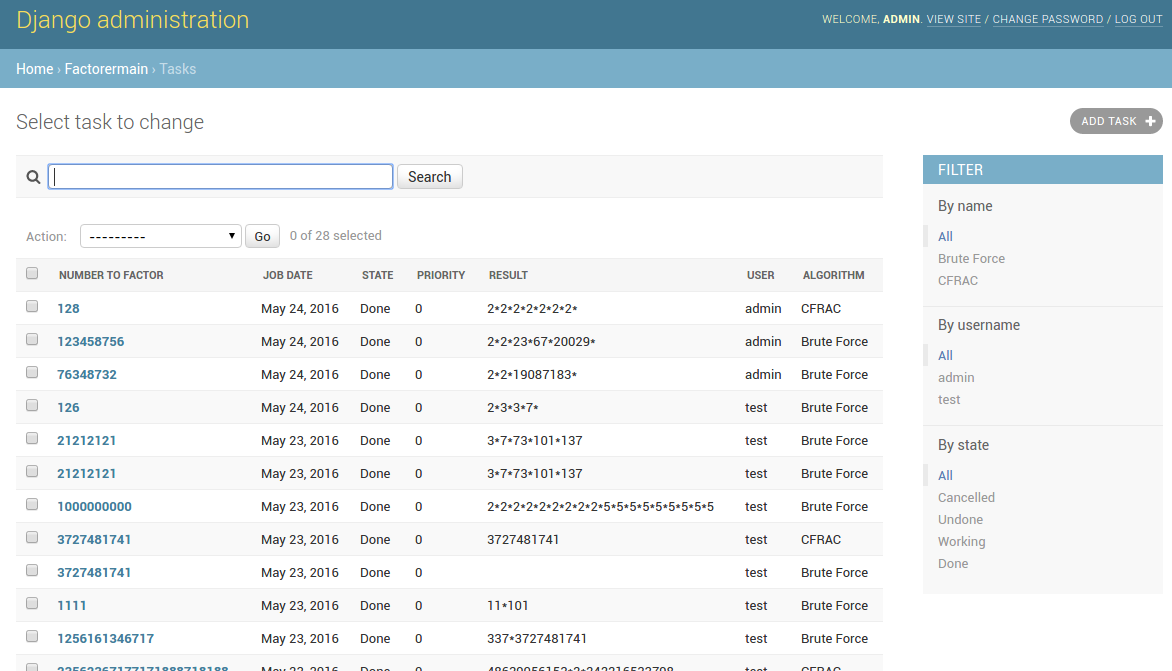 Django administration
WELCOME, ADMIN. VIEW SITE / CHANGE PASSWORD / LOG OUT
Home › Factorermain › Tasks
Select task to change
ADD TASK +
Search
Action: --------- Go 0 of 28 selected
NUMBER TO FACTOR JOB DATE STATE PRIORITY RESULT USER ALGORITHM
128 May 24, 2016 Done 0 2*2*2*2*2*2*2* admin CFRAC
123458756 May 24, 2016 Done 0 2*2*23*67*20029* admin Brute Force
76348732 May 24, 2016 Done 0 2*2*19087183* admin Brute Force
126 May 24, 2016 Done 0 2*3*3*7* test Brute Force
21212121 May 23, 2016 Done 0 3*7*73*101*137 test Brute Force
21212121 May 23, 2016 Done 0 3*7*73*101*137 test Brute Force
1000000000 May 23, 2016 Done 0 2*2*2*2*2*2*2*2*2*5*5*5*5*5*5*5*5*5 test Brute Force
3727481741 May 23, 2016 Done 0 3727481741 test CFRAC
3727481741 May 23, 2016 Done 0 test Brute Force
1111 May 23, 2016 Done 0 11*101 test Brute Force
1256161346717 May 23, 2016 Done 0 337*3727481741 test Brute Force
May 23, 2016 Done 0 test CFRAC
FILTER
By name
All
Brute Force
CFRAC
By username
All
admin
test
By state
All
Cancelled
Undone
Working
Done